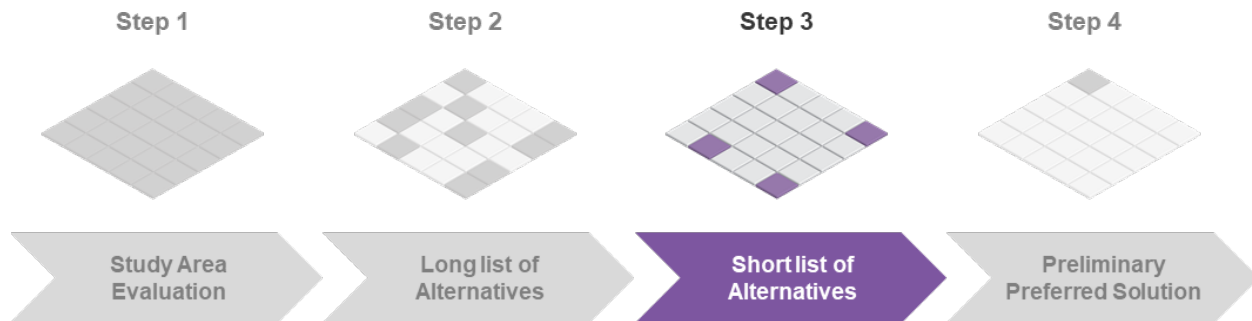 Step 1
Step 2
Step 3
Step 4
Study Area
Evaluation
Long list of
Alternatives
Short list of
Alternatives
Preliminary
Preferred Solution